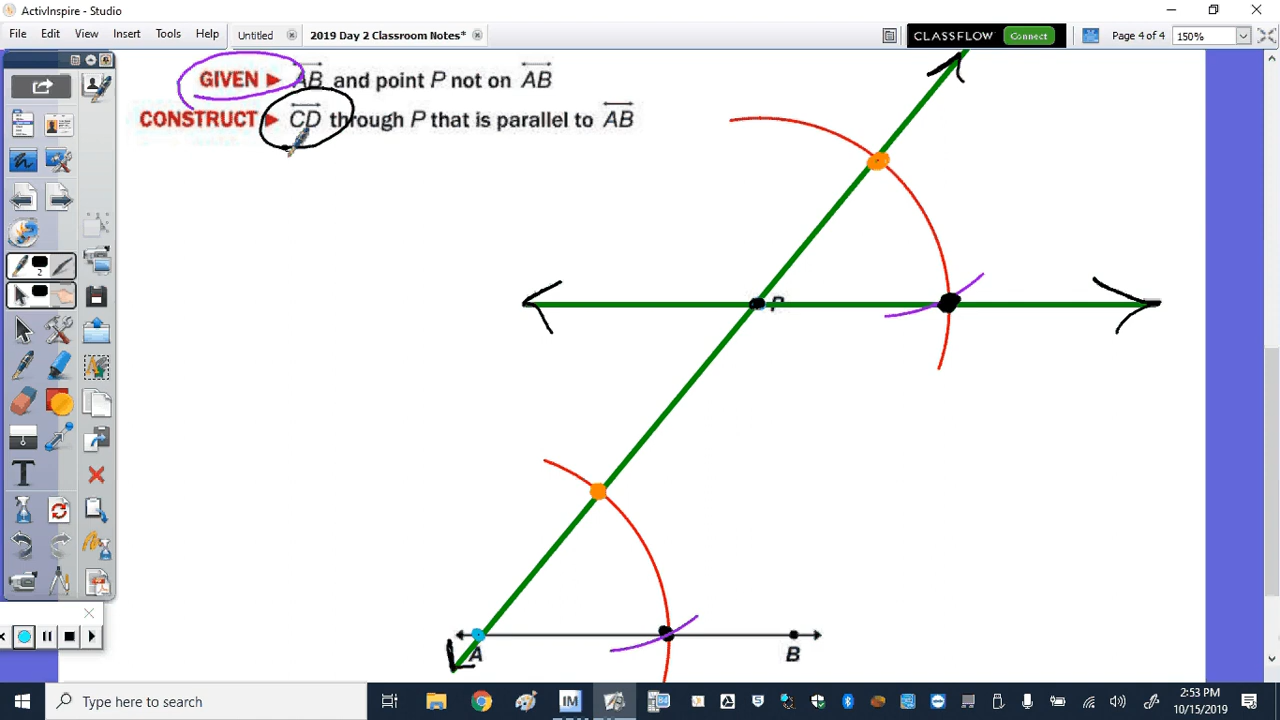 ActivInspire - Studio
File Edit View Insert Tools Help Untitled 2019 Day 2 Classroom Notes* CLASSFLOW Connect Page 4 of 4 150%
GIVEN ► AB and point P not on AB
CONSTRUCT ► CD through P that is parallel to AB
2
P
T
A
B
Type here to search
IM
2:53 PM
10/15/2019